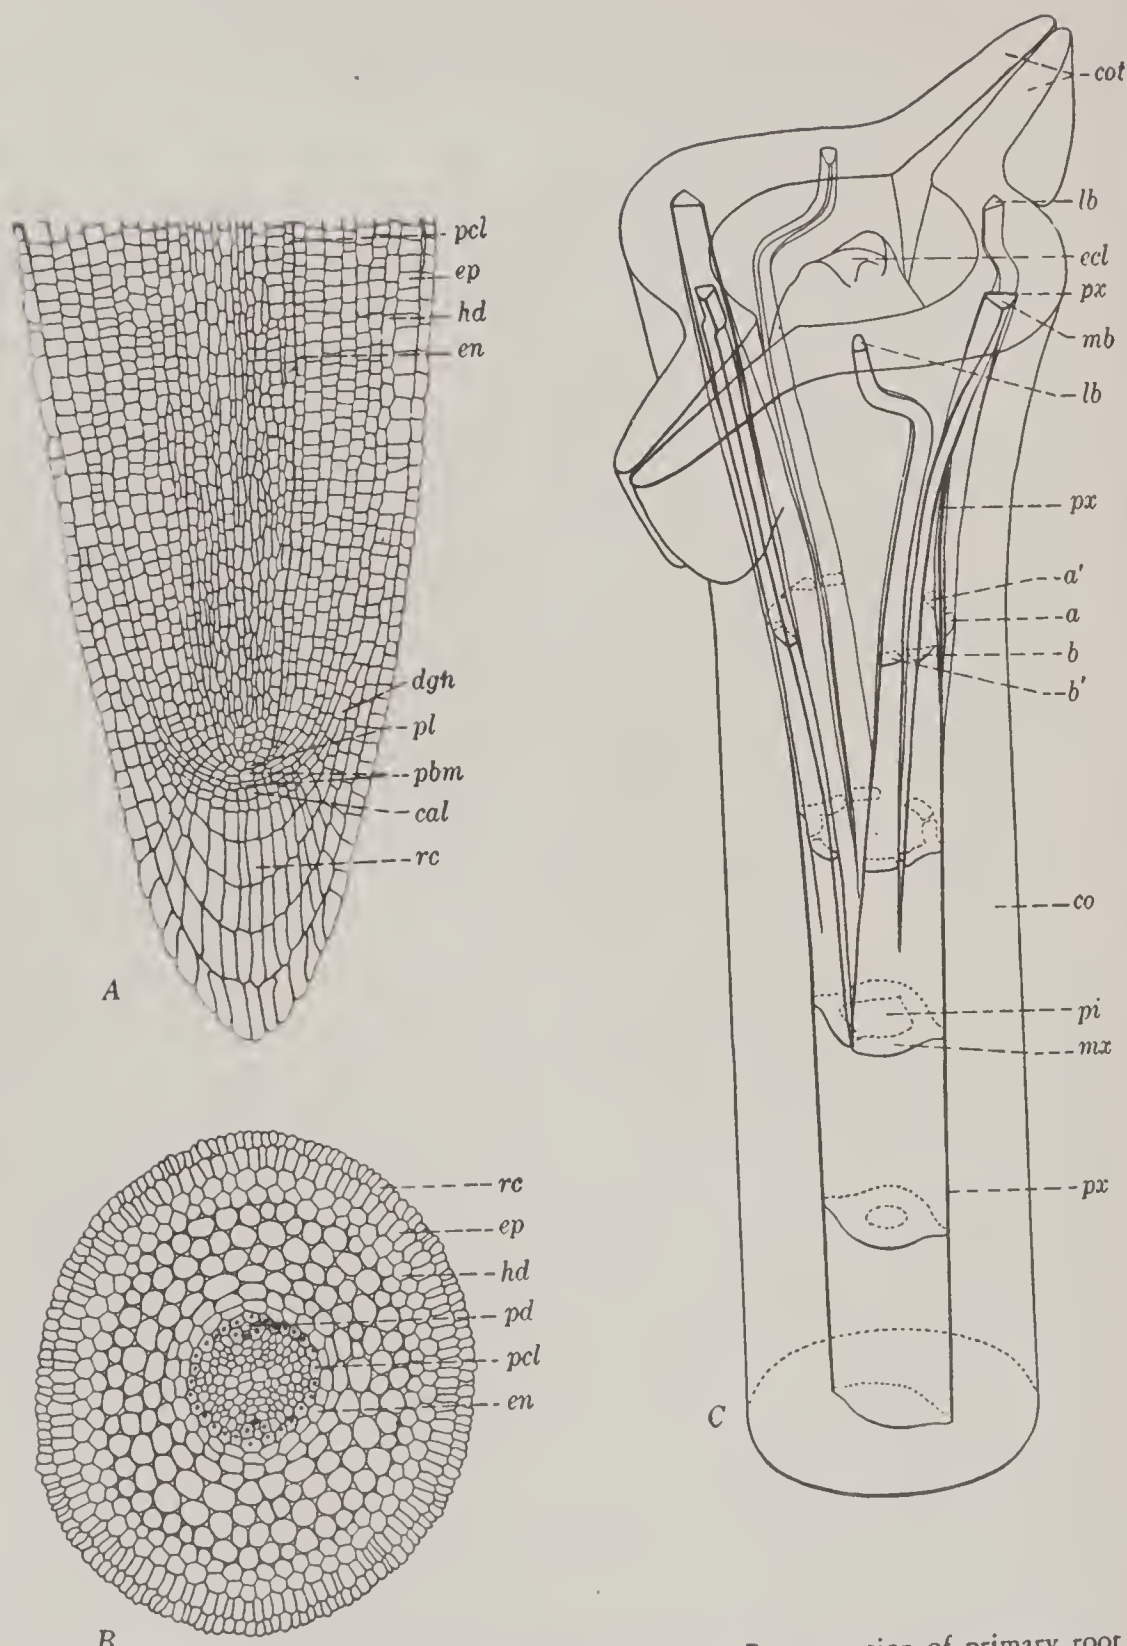 pcl
ep
hd
en
dgh
pl
pbm
cal
rc
A
rc
ep
hd
pd
pcl
en
B
cot
lb
ecl
px
mb
lb
px
a'
a
b
b'
co
pi
mx
px
C
of primary root